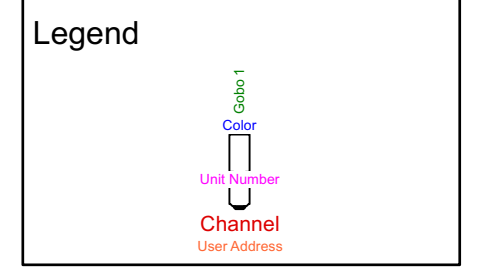 Legend
Gobo 1
Color
Unit Number
Channel
User Address